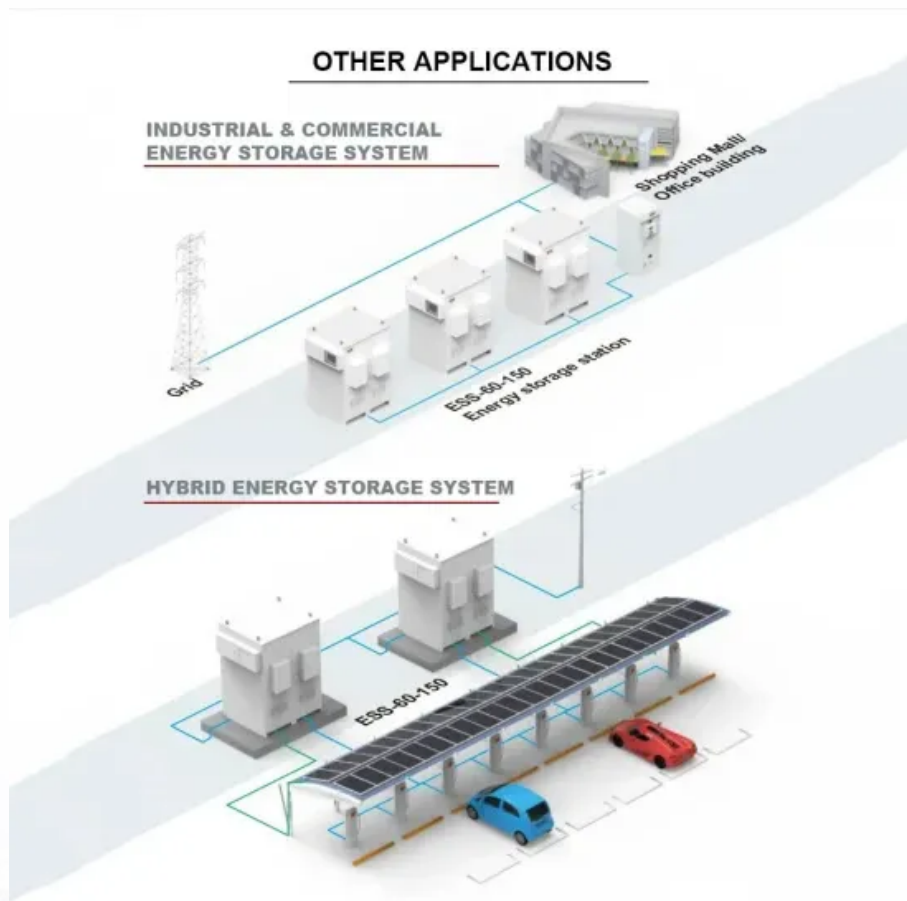 OTHER APPLICATIONS
INDUSTRIAL & COMMERCIAL
ENERGY STORAGE SYSTEM
Shopping Mall/
Office building
Grid
ESS-60-150
Energy storage station
HYBRID ENERGY STORAGE SYSTEM
ESS-60-150